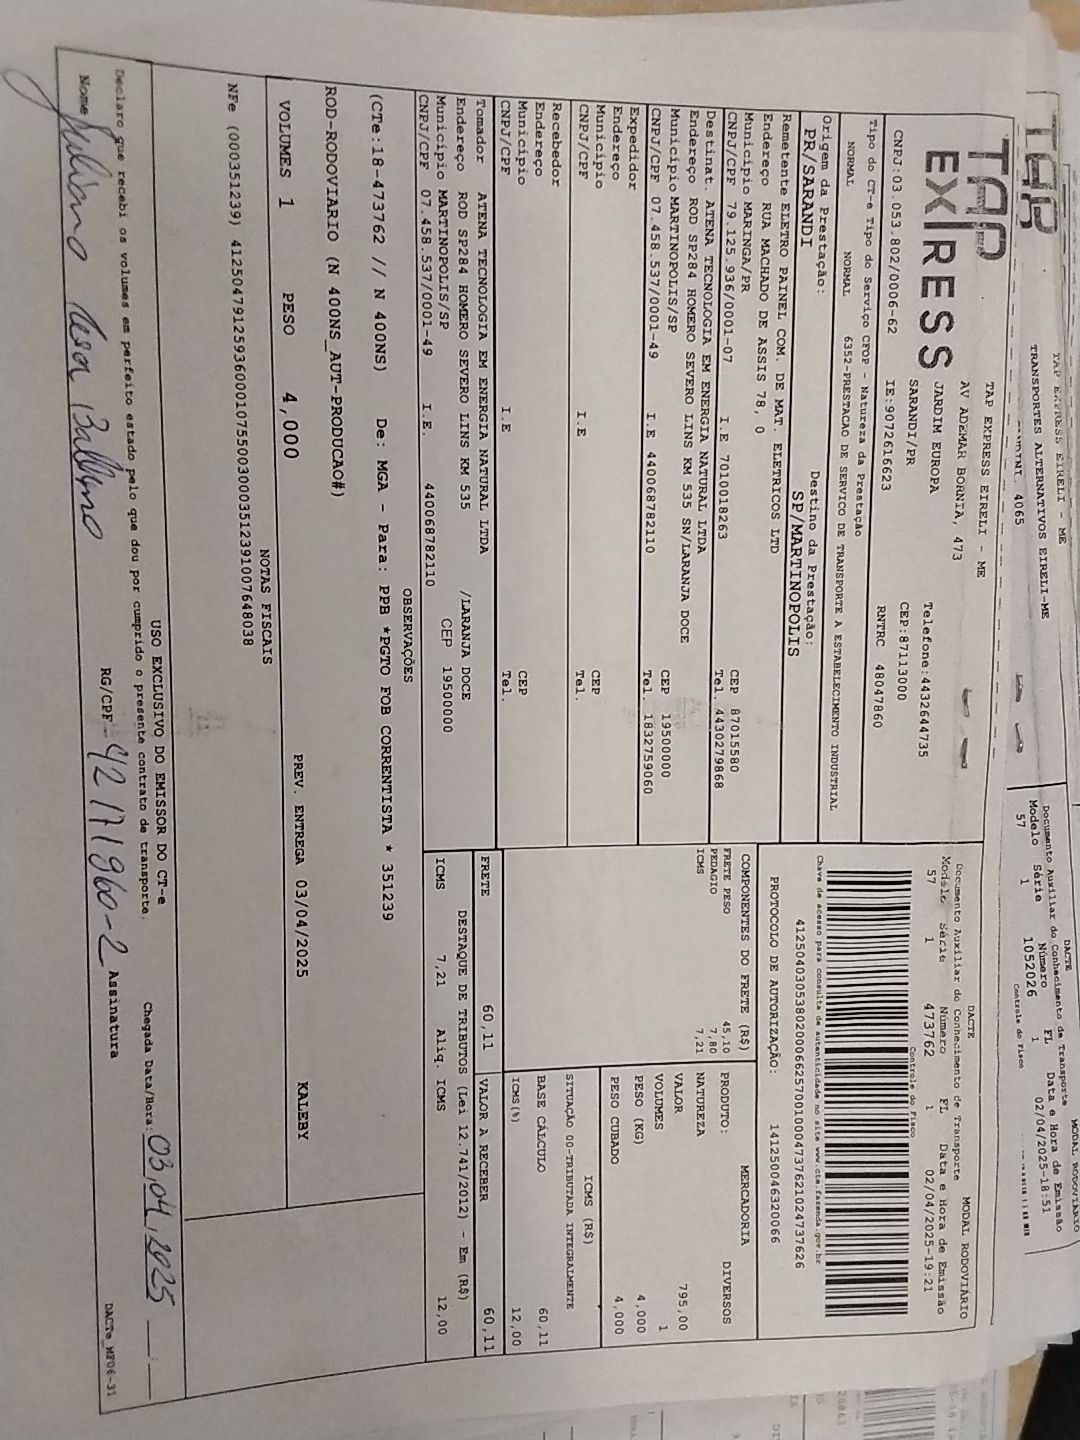 TAP EXPRESS EIRELI - ME
TRANSPORTES ALTERNATIVOS EIRELI-ME
4065
DACTE
MODAL RODOVIÁRIO
Documento Auxiliar do Conhecimento de Transporte
Modelo Série Número FL Data e Hora de Emissão
57 1 1052026 1 02/04/2025-18:51
Controle do Fisco
TAP EXPRESS
TAP EXPRESS EIRELI - ME
AV ADEMAR BORNIA, 473
JARDIM EUROPA
SARANDI/PR
Telefone:4432644735
CEP:87113000
CNPJ:03.053.802/0006-62 IE:9072616623 RNTRC 48047860
DACTE
MODAL RODOVIÁRIO
Documento Auxiliar do Conhecimento de Transporte
Modelo Série Número FL Data e Hora de Emissão
57 1 473762 1 02/04/2025-19:21
Controle do Fisco
Tipo do CT-e Tipo do Serviço CFOP - Natureza da Prestação
NORMAL NORMAL 6352-PRESTACAO DE SERVICO DE TRANSPORTE A ESTABELECIMENTO INDUSTRIAL
Chave de acesso para consulta de autenticidade no site www.cte.fazenda.gov.br
41250403053802000662570010004737621024737626
PROTOCOLO DE AUTORIZAÇÃO: 141250046320066
Origem da Prestação: Destino da Prestação:
PR/SARANDI SP/MARTINOPOLIS
Remetente ELETRO PAINEL COM. DE MAT. ELETRICOS LTD
Endereço RUA MACHADO DE ASSIS 78, 0
Município MARINGA/PR CEP 87015580
CNPJ/CPF 79.125.936/0001-07 I.E 7010018263 Tel. 4430279868
Destinat. ATENA TECNOLOGIA EM ENERGIA NATURAL LTDA
Endereço ROD SP284 HOMERO SEVERO LINS KM 535 SN/LARANJA DOCE
Município MARTINOPOLIS/SP CEP 19500000
CNPJ/CPF 07.458.537/0001-49 I.E 440068782110 Tel. 1832759060
Expedidor
Endereço
Município CEP
CNPJ/CPF I.E Tel.
Recebedor
Endereço
Município CEP
CNPJ/CPF I.E Tel.
Tomador ATENA TECNOLOGIA EM ENERGIA NATURAL LTDA
Endereço ROD SP284 HOMERO SEVERO LINS KM 535 /LARANJA DOCE
Município MARTINOPOLIS/SP CEP 19500000
CNPJ/CPF 07.458.537/0001-49 I.E. 440068782110
COMPONENTES DO FRETE (R$)
FRETE PESO 45,10
PEDAGIO 7,80
ICMS 7,21
MERCADORIA
PRODUTO: DIVERSOS
NATUREZA
VALOR 795,00
VOLUMES 1
PESO (KG) 4,000
PESO CUBADO 4,000
ICMS (R$)
SITUAÇÃO 00-TRIBUTADA INTEGRALMENTE
BASE CÁLCULO 60,11
ICMS(%) 12,00
FRETE 60,11 VALOR A RECEBER 60,11
DESTAQUE DE TRIBUTOS (Lei 12.741/2012) - Em (R$)
ICMS 7,21 Aliq. ICMS 12,00
OBSERVAÇÕES
(CTe:18-473762 // N 400NS) De: MGA - Para: PPB *PGTO FOB CORRENTISTA * 351239
ROD-RODOVIARIO (N 400NS_AUT-PRODUCAO#)
VOLUMES 1 PESO 4,000 PREV. ENTREGA 03/04/2025 KALEBY
NOTAS FISCAIS
NFe (000351239) 41250479125936000107550030003512391007648038
USO EXCLUSIVO DO EMISSOR DO CT-e
Declaro que recebi os volumes em perfeito estado pelo que dou por cumprido o presente contrato de transporte.
Chegada Data/Hora: 03,04,2025
Nome Juliano RG/CPF 42171960-2 Assinatura
DACTe_MF06-31